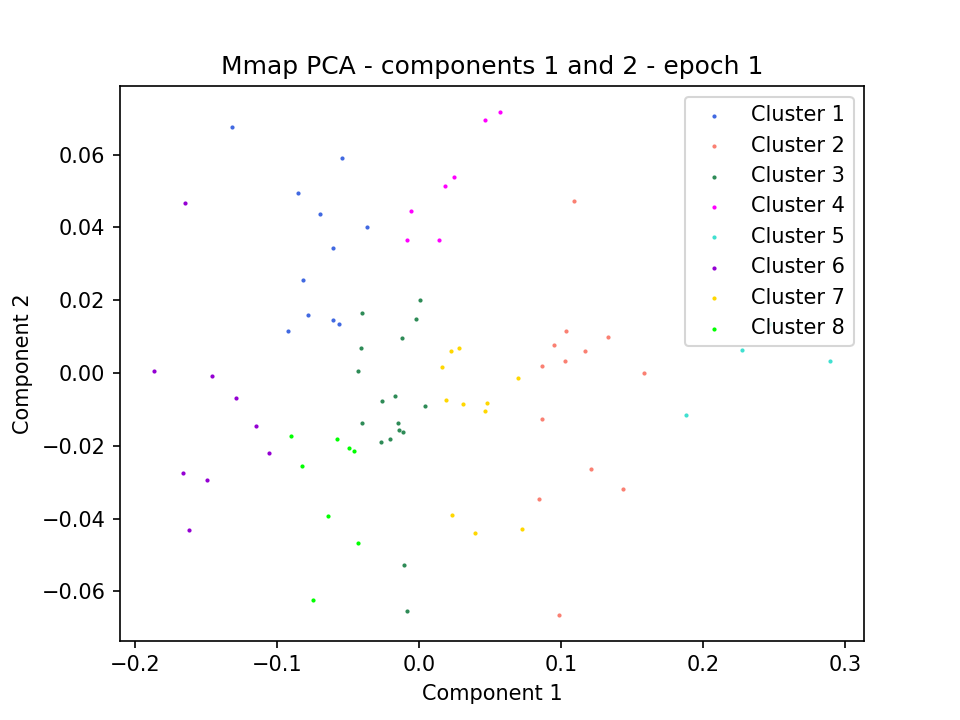 Mmap PCA - components 1 and 2 - epoch 1
Cluster 1
Cluster 2
Cluster 3
Cluster 4
Cluster 5
Cluster 6
Cluster 7
Cluster 8
Component 2
0.06
0.04
0.02
0.00
−0.02
−0.04
−0.06
−0.2
−0.1
0.0
0.1
0.2
0.3
Component 1